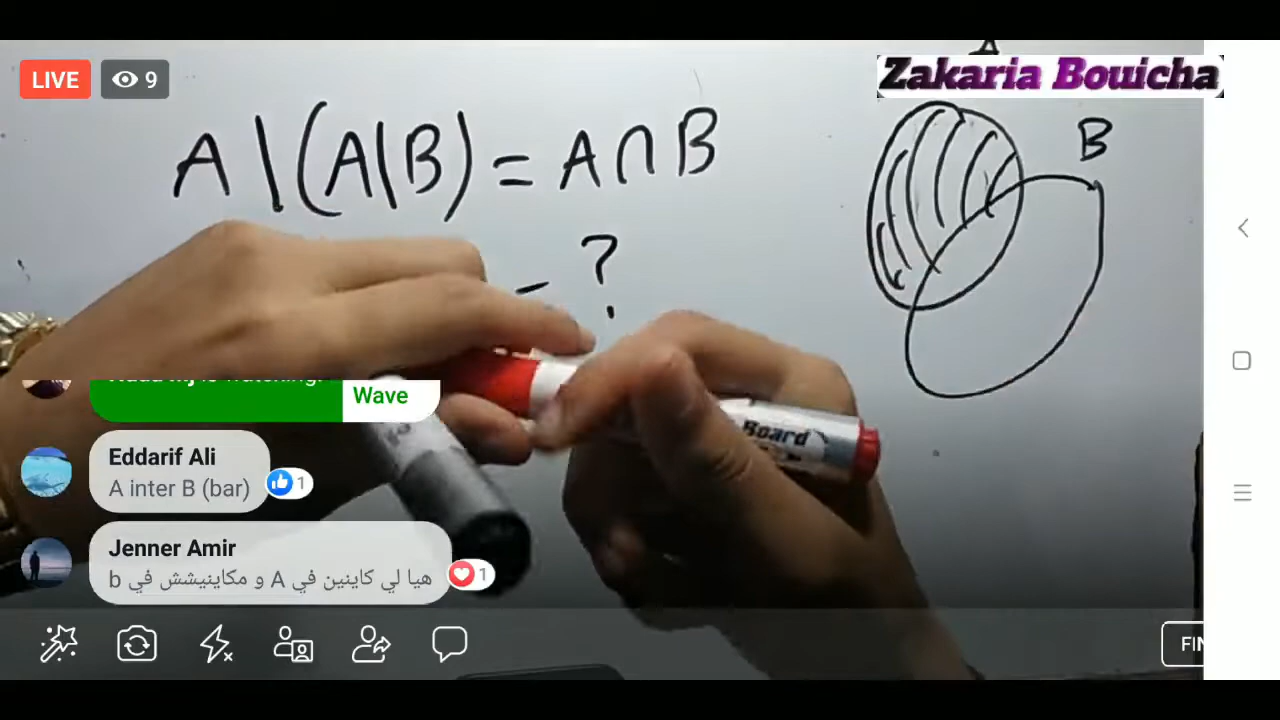 LIVE 9
Zakaria Bouicha
A \ (A \ B) = A ∩ B
B
?
Wave
Eddarif Ali
A inter B (bar)
1
Jenner Amir
هيا لي كاينين في A و مكاينيشش في b
1
Board